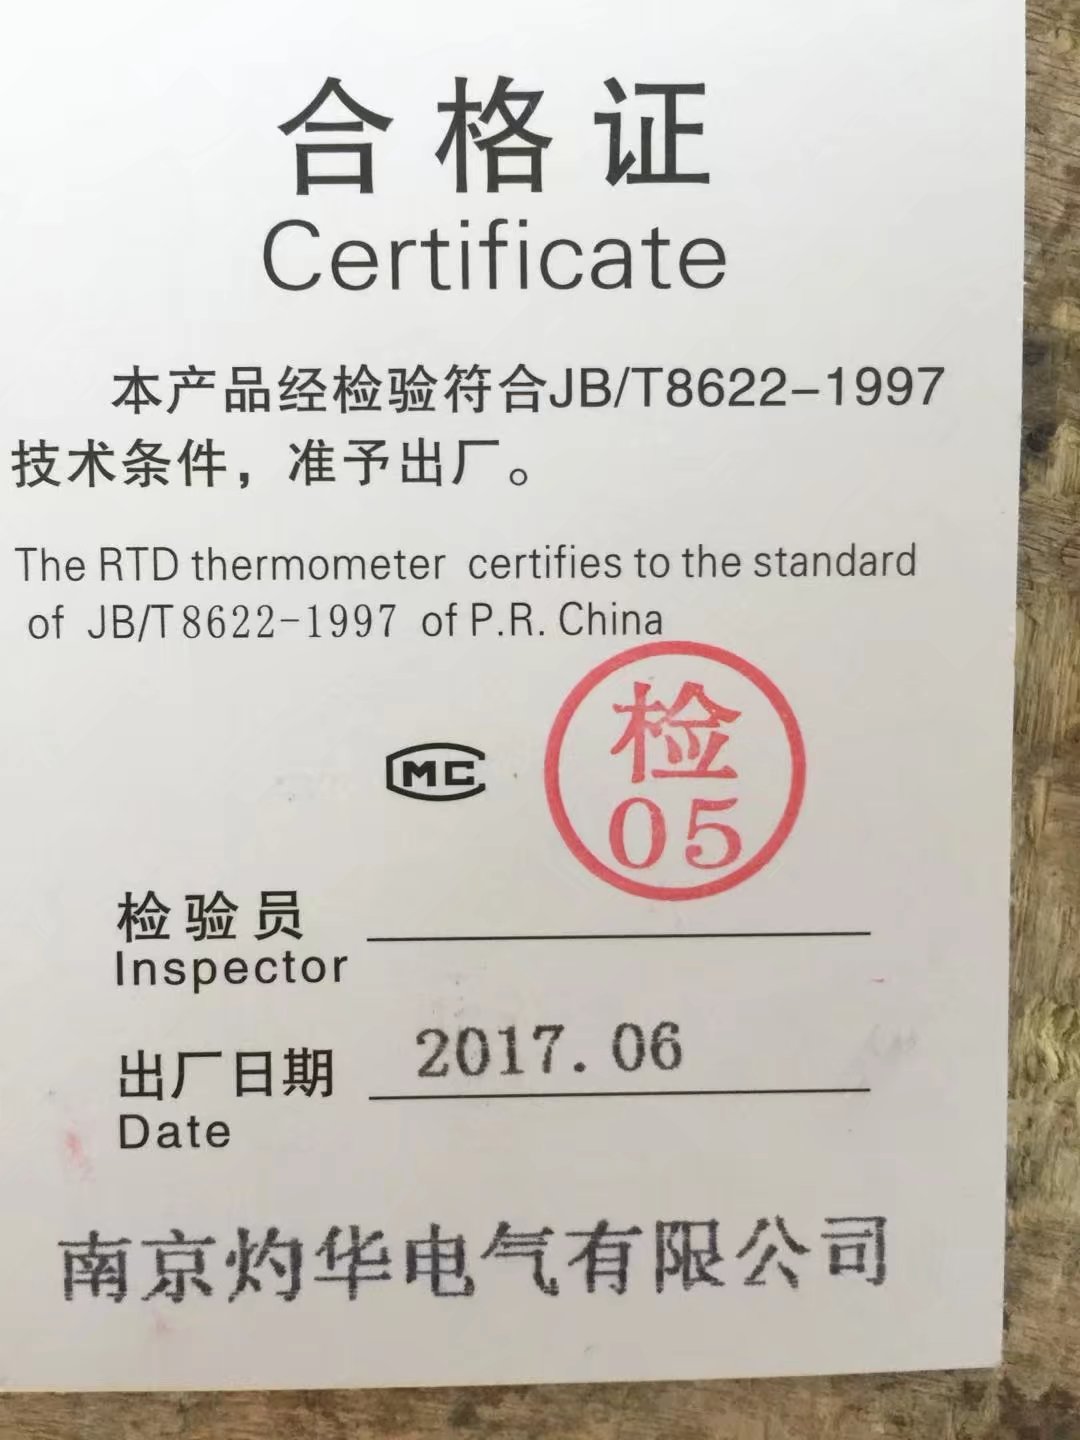 合格证
Certificate
本产品经检验符合JB/T8622-1997
技术条件，准予出厂。
The RTD thermometer certifies to the standard
of JB/T8622-1997 of P.R. China
MC
检
05
检验员
Inspector
出厂日期 2017.06
Date
南京灼华电气有限公司